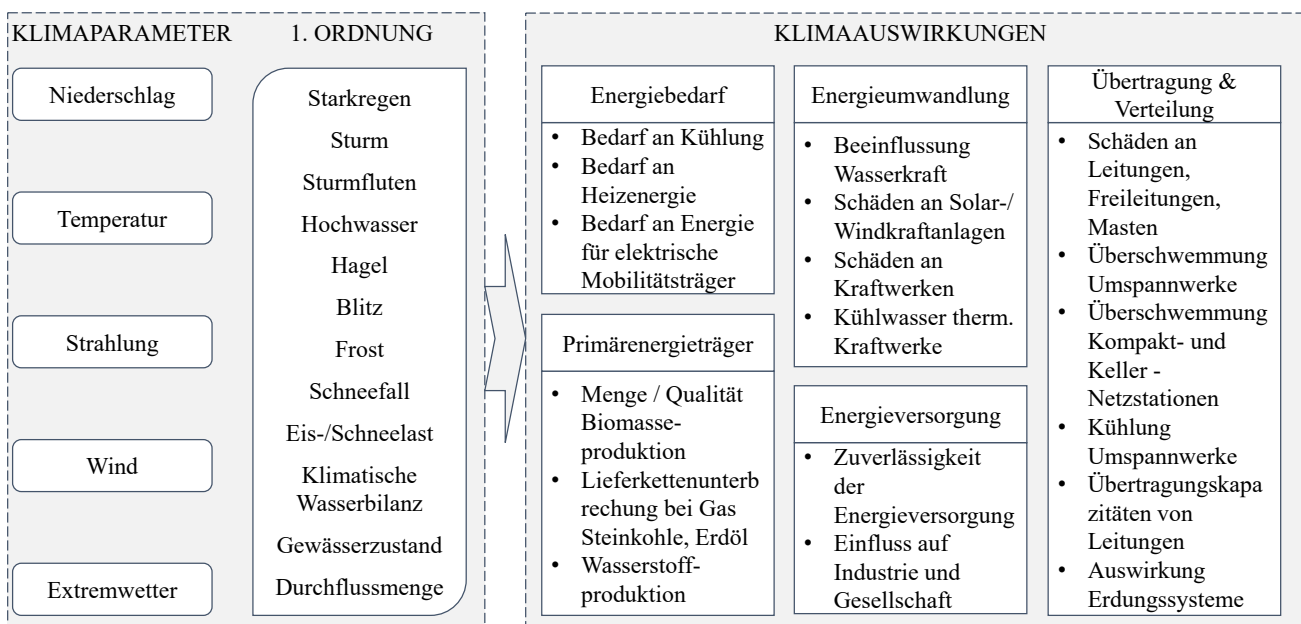 KLIMAPARAMETER
Niederschlag
Temperatur
Strahlung
Wind
Extremwetter
1. ORDNUNG
Starkregen
Sturm
Sturmfluten
Hochwasser
Hagel
Blitz
Frost
Schneefall
Eis-/Schneelast
Klimatische
Wasserbilanz
Gewässerzustand
Durchflussmenge
KLIMAAUSWIRKUNGEN
Energiebedarf
• Bedarf an Kühlung
• Bedarf an
Heizenergie
• Bedarf an Energie
für elektrische
Mobilitätsträger
Primärenergieträger
• Menge / Qualität
Biomasse-
produktion
• Lieferkettenunterb
rechung bei Gas
Steinkohle, Erdöl
• Wasserstoff-
produktion
Energieumwandlung
• Beeinflussung
Wasserkraft
• Schäden an Solar-/
Windkraftanlagen
• Schäden an
Kraftwerken
• Kühlwasser therm.
Kraftwerke
Energieversorgung
• Zuverlässigkeit
der
Energieversorgung
• Einfluss auf
Industrie und
Gesellschaft
Übertragung &
Verteilung
• Schäden an
Leitungen,
Freileitungen,
Masten
• Überschwemmung
Umspannwerke
• Überschwemmung
Kompakt- und
Keller -
Netzstationen
• Kühlung
Umspannwerke
• Übertragungskapa
zitäten von
Leitungen
• Auswirkung
Erdungssysteme